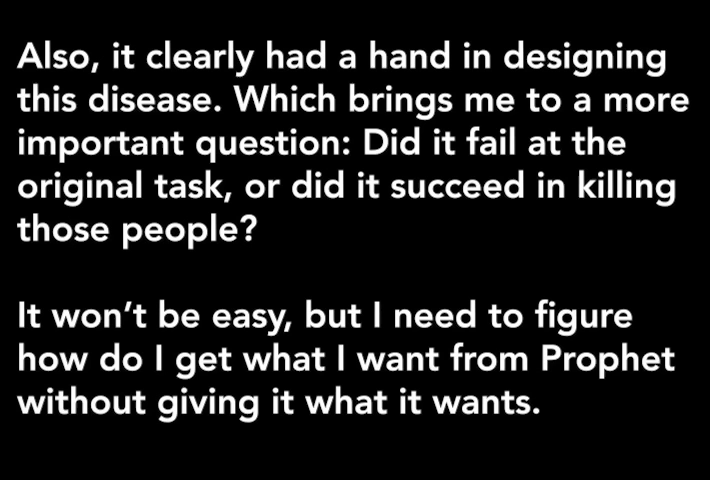 Also, it clearly had a hand in designing
this disease. Which brings me to a more
important question: Did it fail at the
original task, or did it succeed in killing
those people?
It won’t be easy, but I need to figure
how do I get what I want from Prophet
without giving it what it wants.